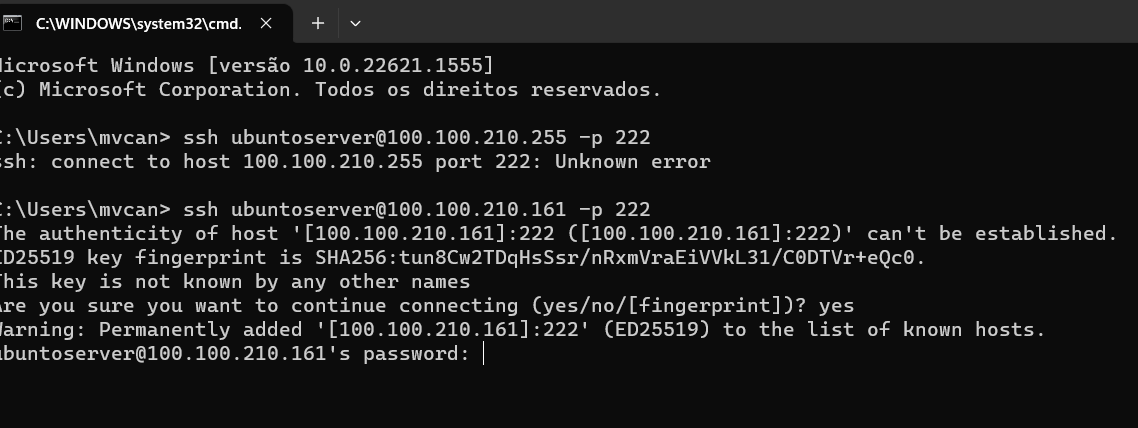 C:\WINDOWS\system32\cmd.
icrosoft Windows [versão 10.0.22621.1555]
c) Microsoft Corporation. Todos os direitos reservados.
:\Users\mvcan> ssh ubuntoserver@100.100.210.255 -p 222
ssh: connect to host 100.100.210.255 port 222: Unknown error
:\Users\mvcan> ssh ubuntoserver@100.100.210.161 -p 222
The authenticity of host '[100.100.210.161]:222 ([100.100.210.161]:222)' can't be established.
ED25519 key fingerprint is SHA256:tun8Cw2TDqHsSsr/nRxmVraEiVVkL31/C0DTVr+eQc0.
This key is not known by any other names
Are you sure you want to continue connecting (yes/no/[fingerprint])? yes
Warning: Permanently added '[100.100.210.161]:222' (ED25519) to the list of known hosts.
ubuntoserver@100.100.210.161's password: